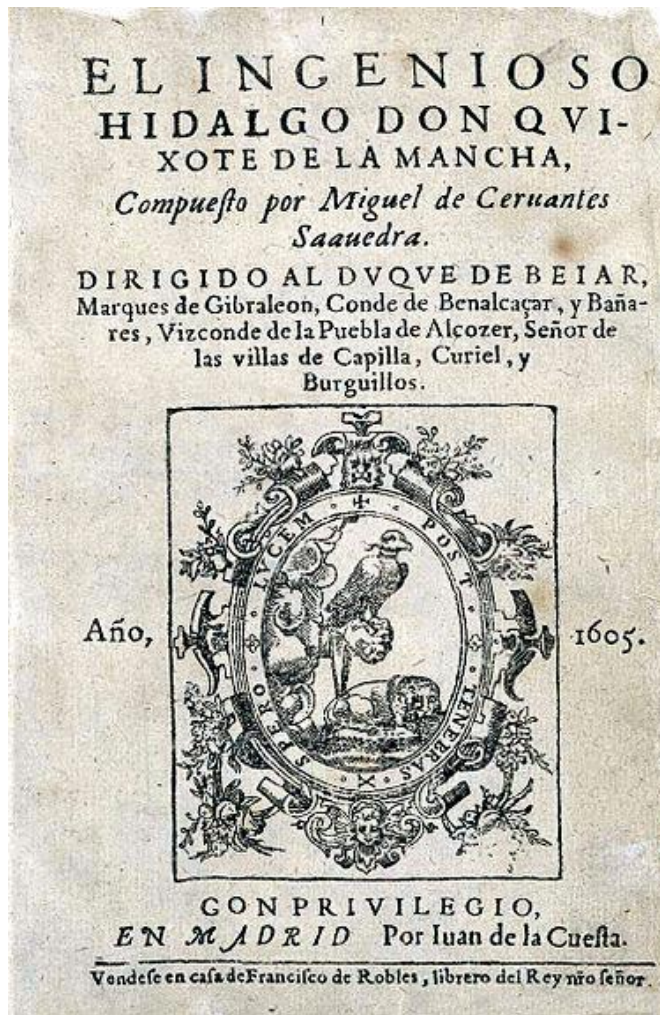 EL INGENIOSO
HIDALGO DON QVI-
XOTE DE LA MANCHA,
Compueſto por Miguel de Ceruantes
Saauedra.
DIRIGIDO AL DVQVE DE BEIAR,
Marques de Gibraleon, Conde de Benalcaçar, y Baña-
res, Vizconde de la Puebla de Alcozer, Señor de
las villas de Capilla, Curiel, y
Burguillos.
POST TENEBRAS SPERO LVCEM
Año, 1605.
CON PRIVILEGIO,
EN MADRID Por Iuan de la Cueſta.
Vendeſe en caſa de Franciſco de Robles, librero del Rey nr̃o ſeñor.